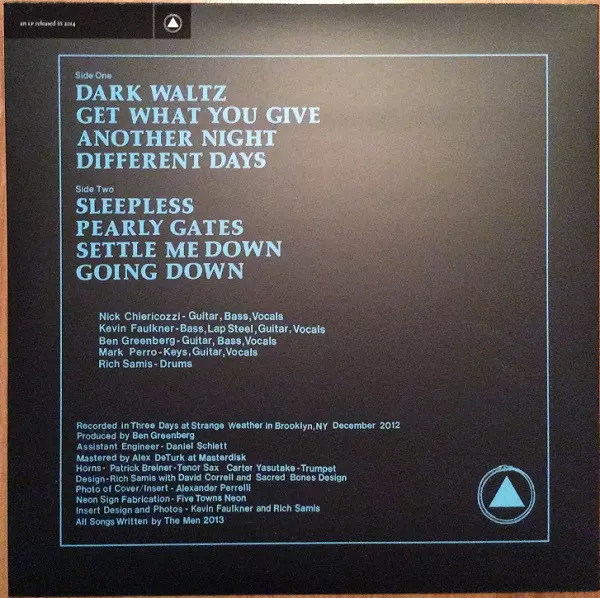 an LP released in 2014
Side One
DARK WALTZ
GET WHAT YOU GIVE
ANOTHER NIGHT
DIFFERENT DAYS
Side Two
SLEEPLESS
PEARLY GATES
SETTLE ME DOWN
GOING DOWN
Nick Chiericozzi - Guitar, Bass, Vocals
Kevin Faulkner - Bass, Lap Steel, Guitar, Vocals
Ben Greenberg - Guitar, Bass, Vocals
Mark Perro - Keys, Guitar, Vocals
Rich Samis - Drums
Recorded in Three Days at Strange Weather in Brooklyn, NY December 2012
Produced by Ben Greenberg
Assistant Engineer - Daniel Schlett
Mastered by Alex DeTurk at Masterdisk
Horns - Patrick Breiner - Tenor Sax Carter Yasutake - Trumpet
Design - Rich Samis with David Correll and Sacred Bones Design
Photo of Cover/Insert - Alexander Perrelli
Neon Sign Fabrication - Five Towns Neon
Insert Design and Photos - Kevin Faulkner and Rich Samis
All Songs Written by The Men 2013